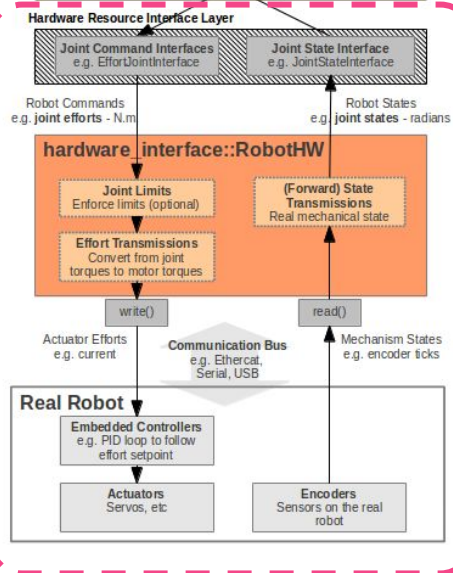 Hardware Resource Interface Layer
Joint Command Interfaces
e.g. EffortJointInterface
Joint State Interface
e.g. JointStateInterface
Robot Commands
e.g. joint efforts - N.m
Robot States
e.g. joint states - radians
hardware_interface::RobotHW
Joint Limits
Enforce limits (optional)
(Forward) State
Transmissions
Real mechanical state
Effort Transmissions
Convert from joint
torques to motor torques
write()
read()
Actuator Efforts
e.g. current
Communication Bus
e.g. Ethercat,
Serial, USB
Mechanism States
e.g. encoder ticks
Real Robot
Embedded Controllers
e.g. PID loop to follow
effort setpoint
Actuators
Servos, etc
Encoders
Sensors on the real
robot